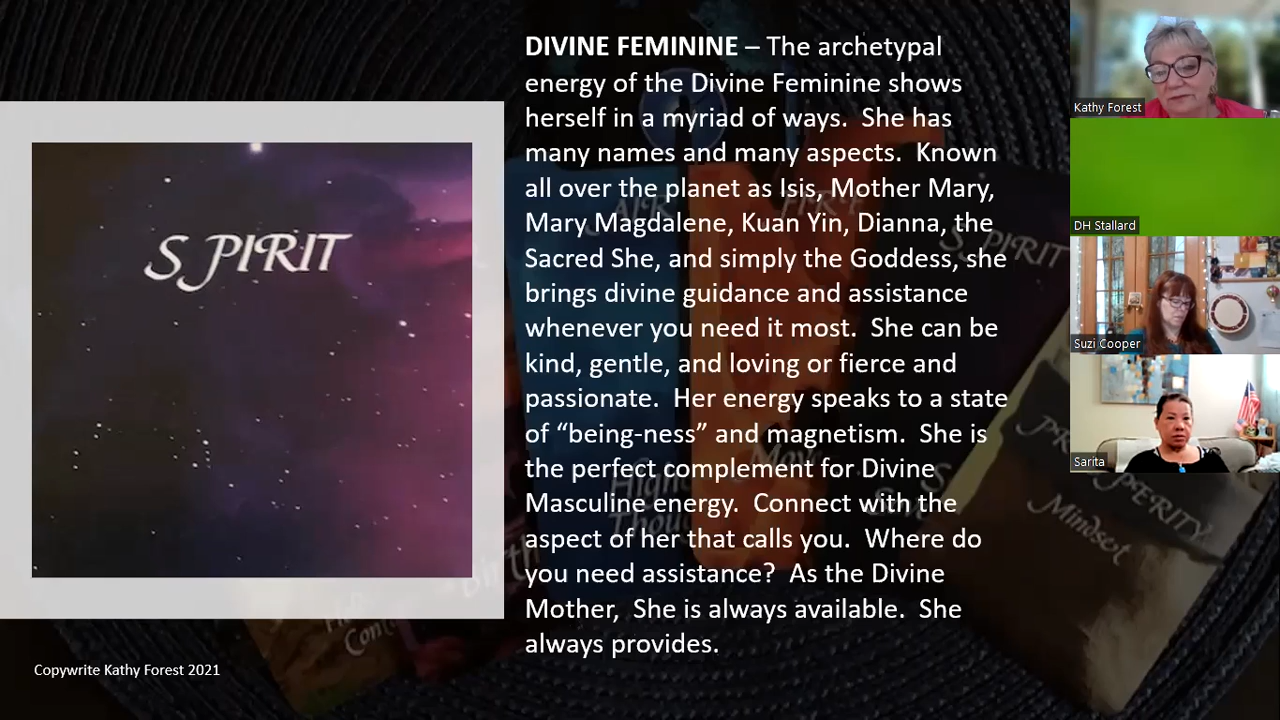 SPIRIT
DIVINE FEMININE – The archetypal
energy of the Divine Feminine shows
herself in a myriad of ways.  She has
many names and many aspects.  Known
all over the planet as Isis, Mother Mary,
Mary Magdalene, Kuan Yin, Dianna, the
Sacred She, and simply the Goddess, she
brings divine guidance and assistance
whenever you need it most.  She can be
kind, gentle, and loving or fierce and
passionate.  Her energy speaks to a state
of “being-ness” and magnetism.  She is
the perfect complement for Divine
Masculine energy.  Connect with the
aspect of her that calls you.  Where do
you need assistance?  As the Divine
Mother,  She is always available.  She
always provides.
Copywrite Kathy Forest 2021
SPIRIT
PROSPERITY
Mindset
Kathy Forest
DH Stallard
Suzi Cooper
Sarita